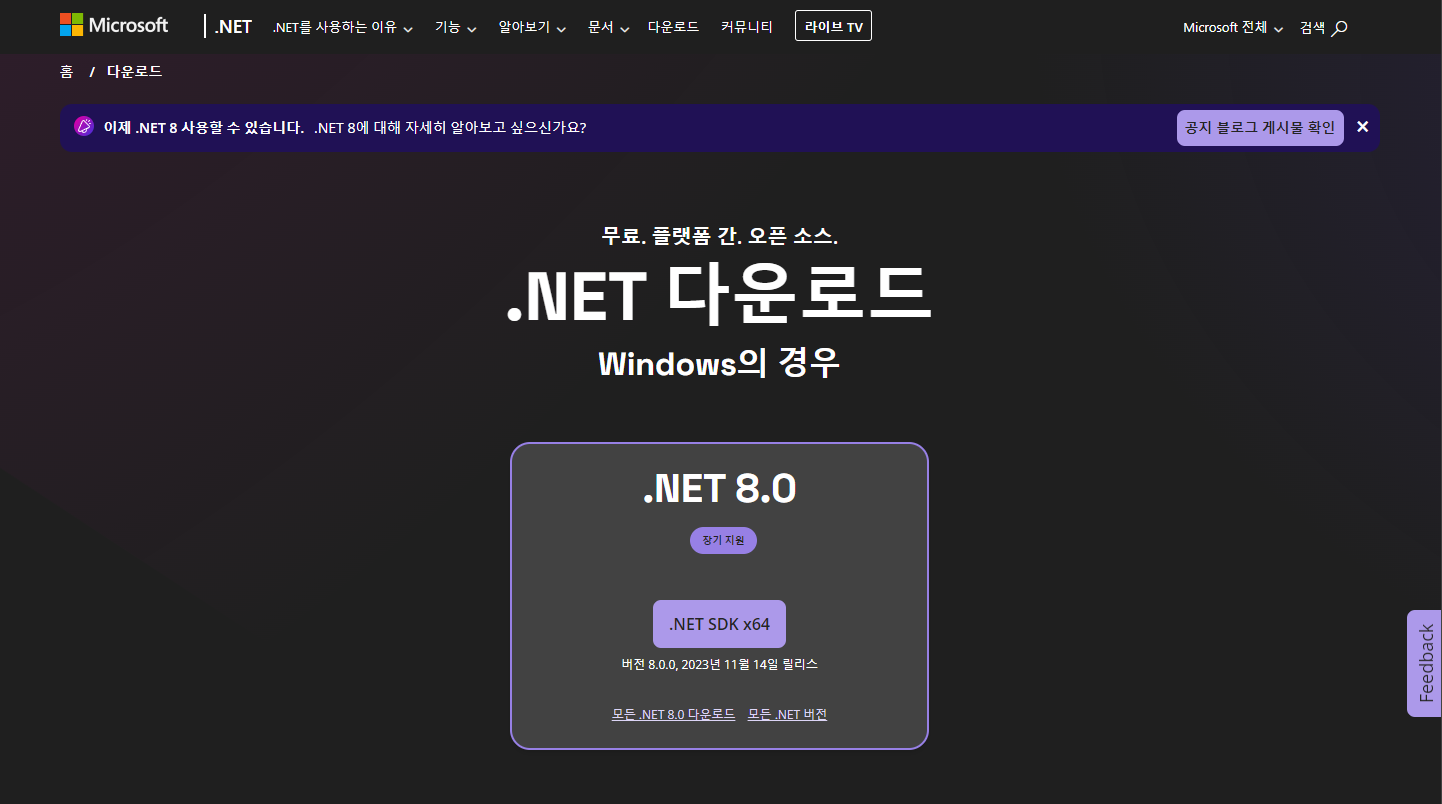 Microsoft .NET .NET를 사용하는 이유 기능 알아보기 문서 다운로드 커뮤니티 라이브 TV Microsoft 전체 검색
홈 / 다운로드
이제 .NET 8 사용할 수 있습니다. .NET 8에 대해 자세히 알아보고 싶으신가요? 공지 블로그 게시물 확인
무료. 플랫폼 간. 오픈 소스.
.NET 다운로드
Windows의 경우
.NET 8.0
장기 지원
.NET SDK x64
버전 8.0.0, 2023년 11월 14일 릴리스
모든 .NET 8.0 다운로드 모든 .NET 버전
Feedback